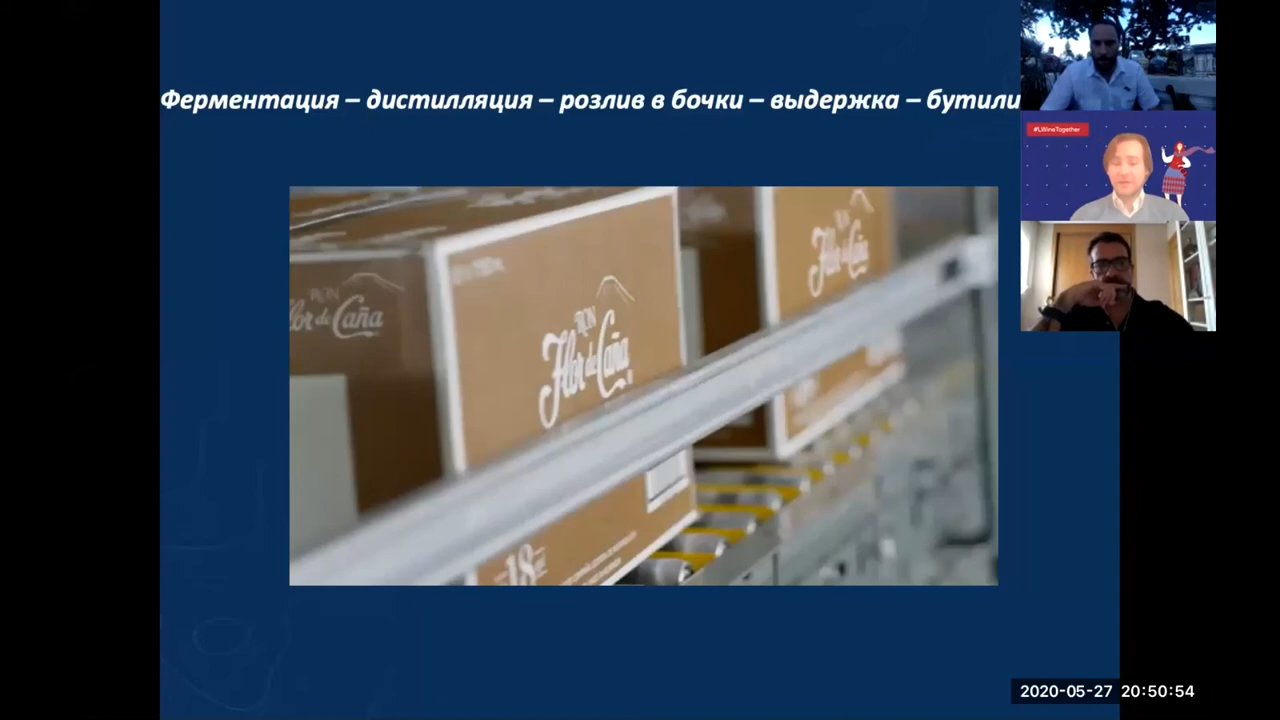 Ферментация – дистилляция – розлив в бочки – выдержка – бутили
#LWineTogether
RON
Flor de Caña
RON
Flor de Caña
RON
Flor de Caña
18
2020-05-27 20:50:54